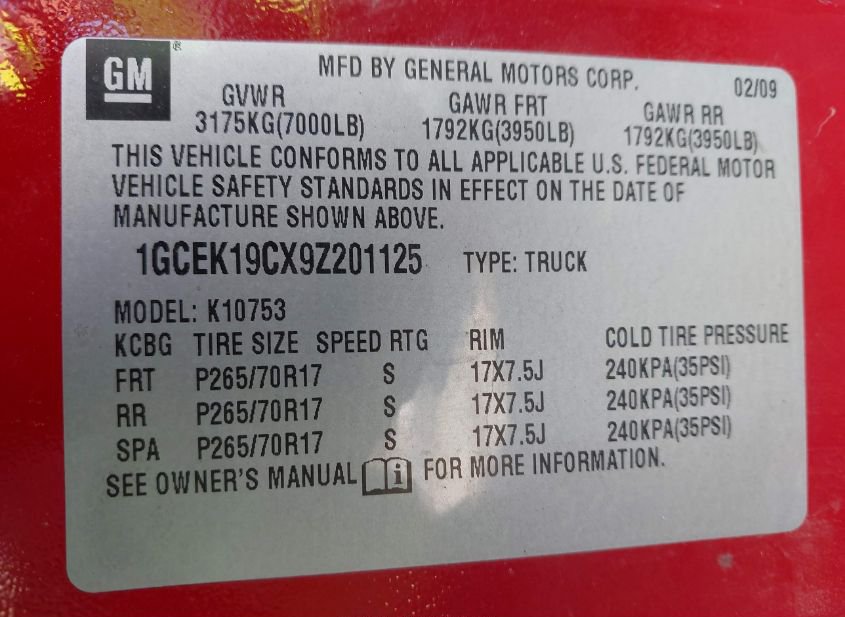 GM®
MFD BY GENERAL MOTORS CORP. 02/09
GVWR GAWR FRT GAWR RR
3175KG(7000LB) 1792KG(3950LB) 1792KG(3950LB)
THIS VEHICLE CONFORMS TO ALL APPLICABLE U.S. FEDERAL MOTOR
VEHICLE SAFETY STANDARDS IN EFFECT ON THE DATE OF
MANUFACTURE SHOWN ABOVE.
1GCEK19CX9Z201125 TYPE: TRUCK
MODEL: K10753
KCBG TIRE SIZE SPEED RTG RIM COLD TIRE PRESSURE
FRT P265/70R17 S 17X7.5J 240KPA(35PSI)
RR P265/70R17 S 17X7.5J 240KPA(35PSI)
SPA P265/70R17 S 17X7.5J 240KPA(35PSI)
SEE OWNER'S MANUAL i FOR MORE INFORMATION.